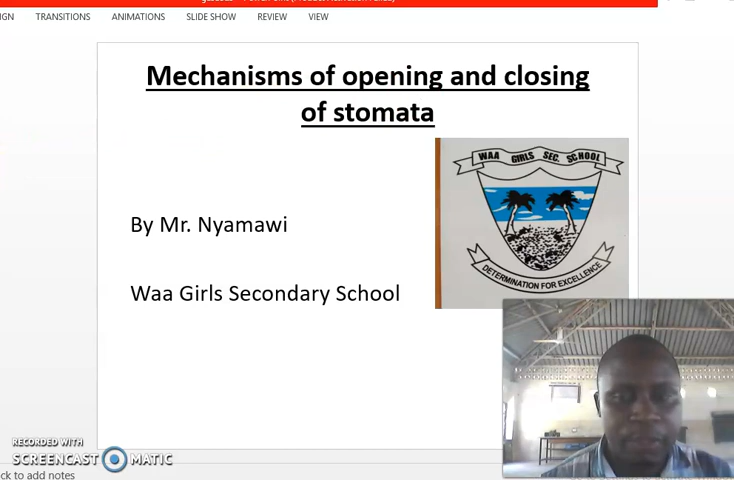 IGN TRANSITIONS ANIMATIONS SLIDE SHOW REVIEW VIEW
Mechanisms of opening and closing
of stomata
WAA GIRLS SEC. SCHOOL
By Mr. Nyamawi
DETERMINATION FOR EXCELLENCE
Waa Girls Secondary School
RECORDED WITH
SCREENCAST MATIC
ck to add notes